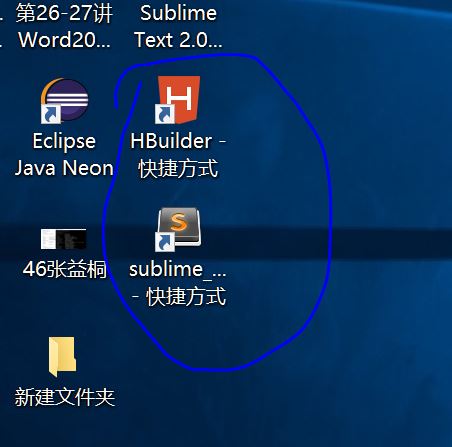 第26-27讲
Word20...
Sublime
Text 2.0...
Eclipse
Java Neon
HBuilder -
快捷方式
46张益桐
sublime_...
- 快捷方式
新建文件夹